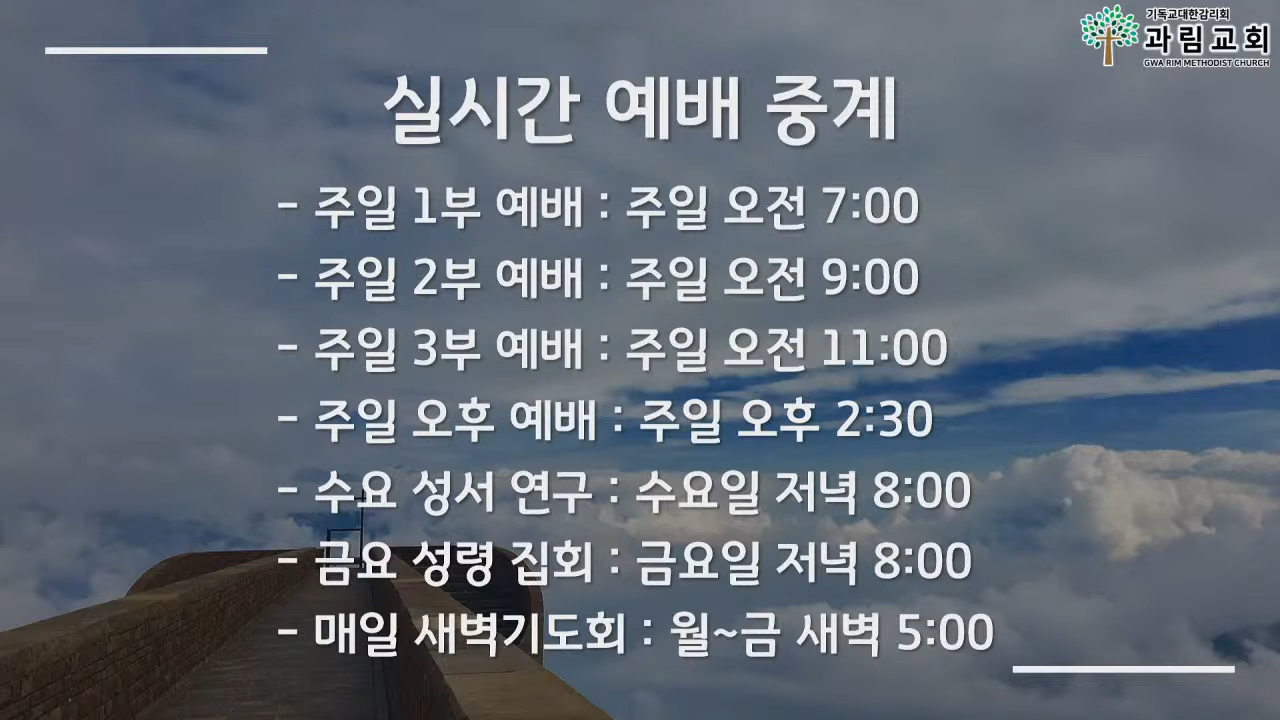 기독교대한감리회
과림교회
GWA RIM METHODIST CHURCH
실시간 예배 중계
- 주일 1부 예배 : 주일 오전 7:00
- 주일 2부 예배 : 주일 오전 9:00
- 주일 3부 예배 : 주일 오전 11:00
- 주일 오후 예배 : 주일 오후 2:30
- 수요 성서 연구 : 수요일 저녁 8:00
- 금요 성령 집회 : 금요일 저녁 8:00
- 매일 새벽기도회 : 월~금 새벽 5:00